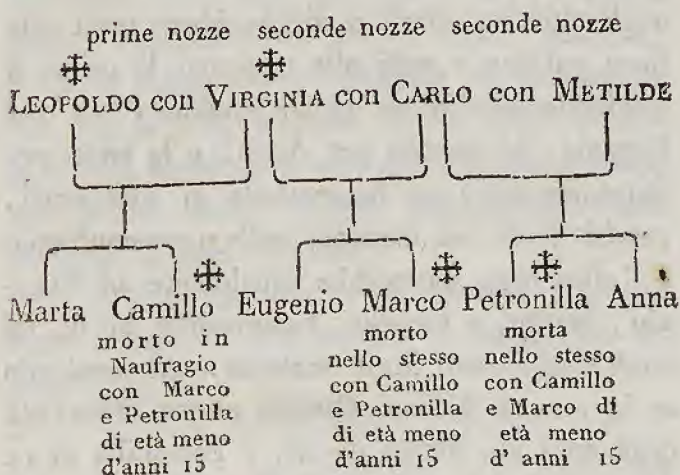 prime nozze seconde nozze seconde nozze
LEOPOLDO con VIRGINIA con CARLO con METILDE
Marta Camillo Eugenio Marco Petronilla Anna
morto in
Naufragio
con Marco
e Petronilla
di età meno
d'anni 15
morto
nello stesso
con Camillo
e Petronilla
di età meno
d'anni 15
morta
nello stesso
con Camillo
e Marco di
età meno
d' anni 15